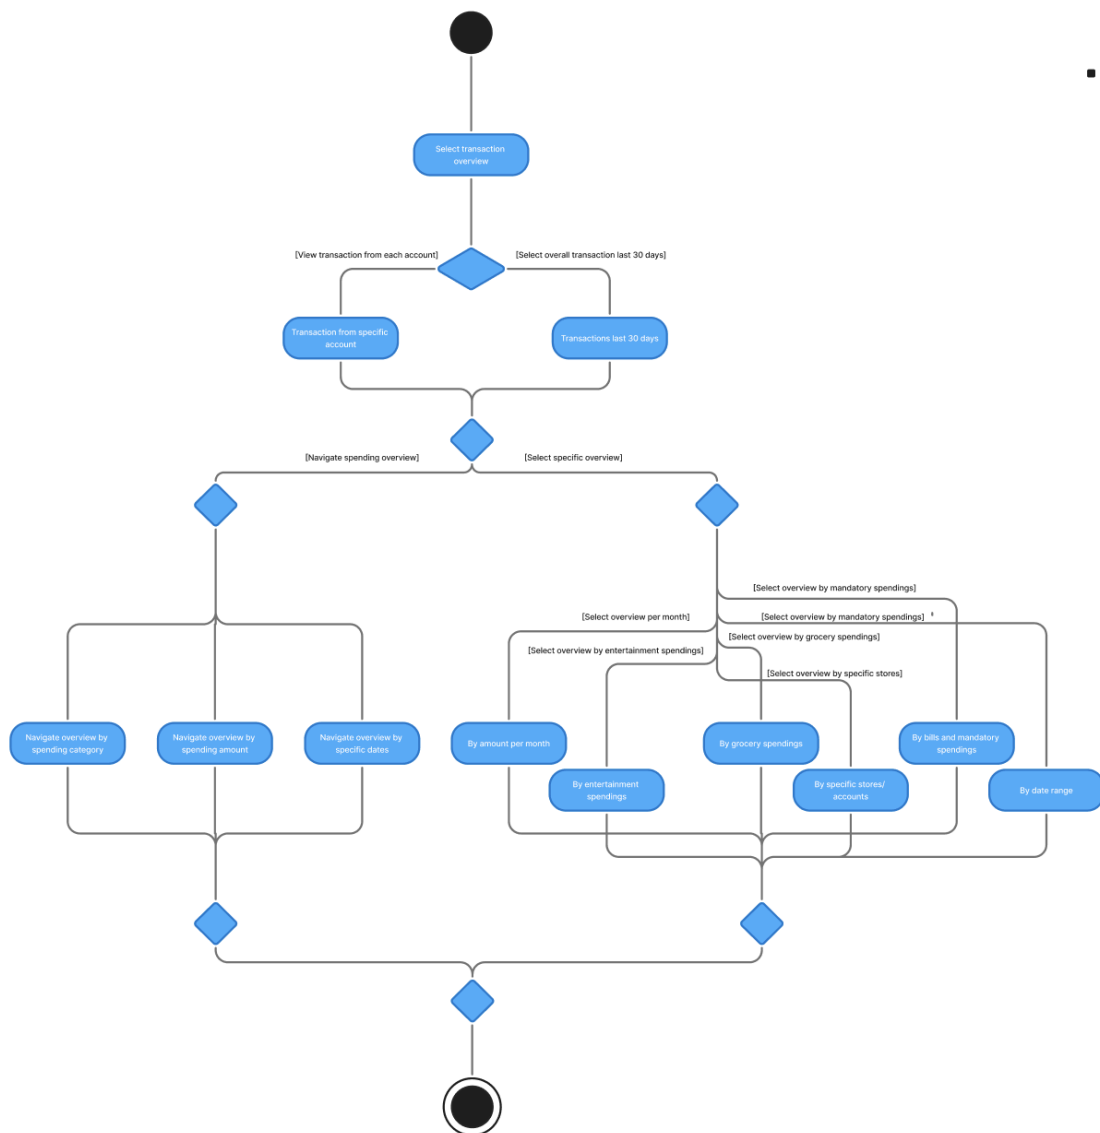 Select transaction
overview
[View transaction from each account]
[Select overall transaction last 30 days]
Transaction from specific
account
Transactions last 30 days
[Navigate spending overview]
[Select specific overview]
[Select overview by mandatory spendings]
[Select overview per month]
[Select overview by mandatory spendings] '
[Select overview by grocery spendings]
[Select overview by entertainment spendings]
[Select overview by specific stores]
Navigate overview by
spending category
Navigate overview by
spending amount
Navigate overview by
specific dates
By amount per month
By grocery spendings
By bills and mandatory
spendings
By entertainment
spendings
By specific stores/
accounts
By date range